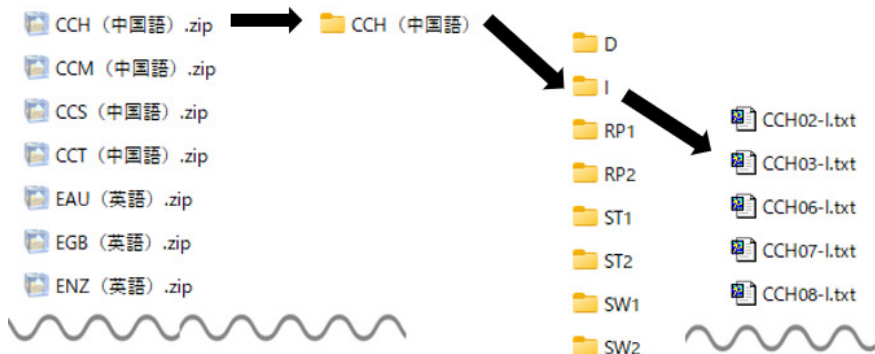 CCH（中国語）.zip
CCM（中国語）.zip
CCS（中国語）.zip
CCT（中国語）.zip
EAU（英語）.zip
EGB（英語）.zip
ENZ（英語）.zip
CCH（中国語）
D
I
RP1
RP2
ST1
ST2
SW1
SW2
CCH02-I.txt
CCH03-I.txt
CCH06-I.txt
CCH07-I.txt
CCH08-I.txt